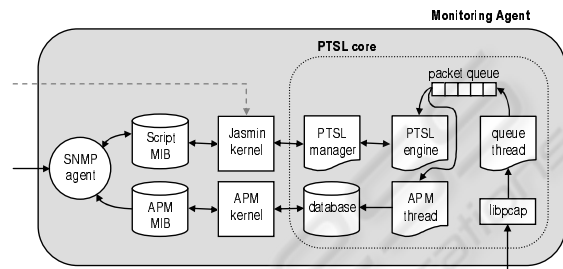 Monitoring Agent
PTSL core
packet queue
Script
MIB
Jasmin
kernel
PTSL
manager
PTSL
engine
queue
thread
SNMP
agent
APM
MIB
APM
kernel
database
APM
thread
libpcap